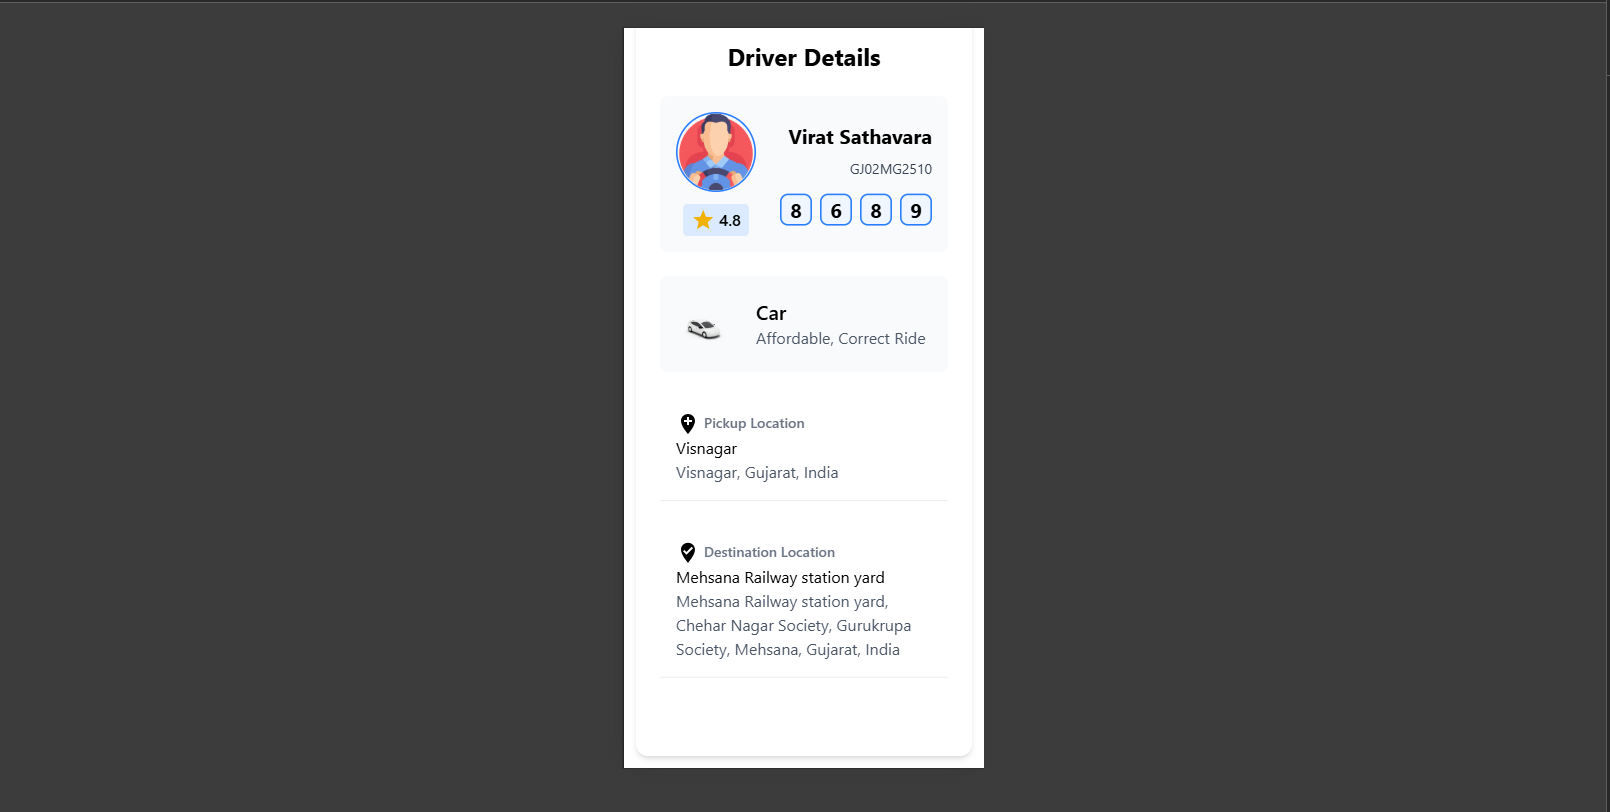 Driver Details
Virat Sathavara
GJ02MG2510
8 6 8 9
4.8
Car
Affordable, Correct Ride
Pickup Location
Visnagar
Visnagar, Gujarat, India
Destination Location
Mehsana Railway station yard
Mehsana Railway station yard,
Chehar Nagar Society, Gurukrupa
Society, Mehsana, Gujarat, India